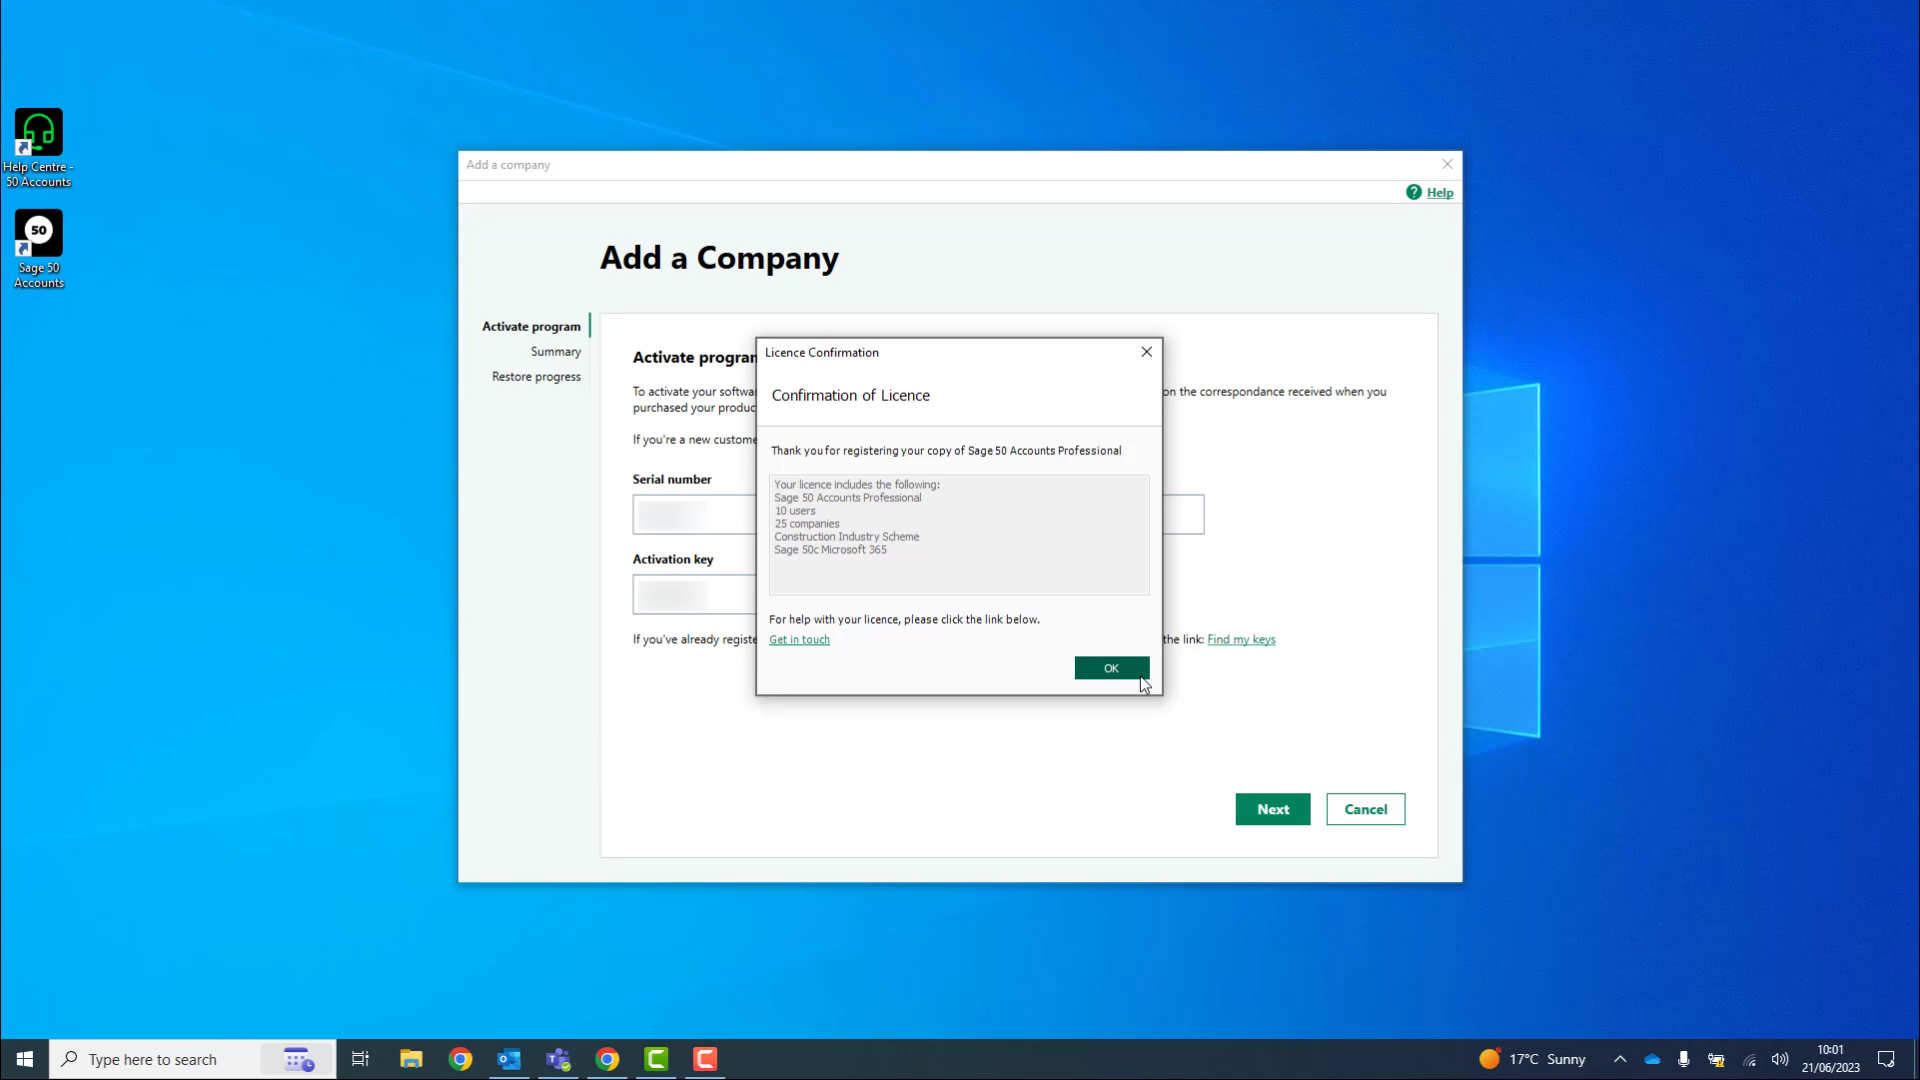 Help Centre -
50 Accounts
50
Sage 50
Accounts
Add a company
? Help
Add a Company
Activate program
Summary
Restore progress
Activate program
To activate your softwa
on the correspondance received when you
purchased your produc
If you're a new custome
Serial number
Activation key
If you've already registe
the link: Find my keys
Licence Confirmation
Confirmation of Licence
Thank you for registering your copy of Sage 50 Accounts Professional
Your licence includes the following:
Sage 50 Accounts Professional
10 users
25 companies
Construction Industry Scheme
Sage 50c Microsoft 365
For help with your licence, please click the link below.
Get in touch
OK
Next
Cancel
Type here to search
17°C Sunny
10:01
21/06/2023